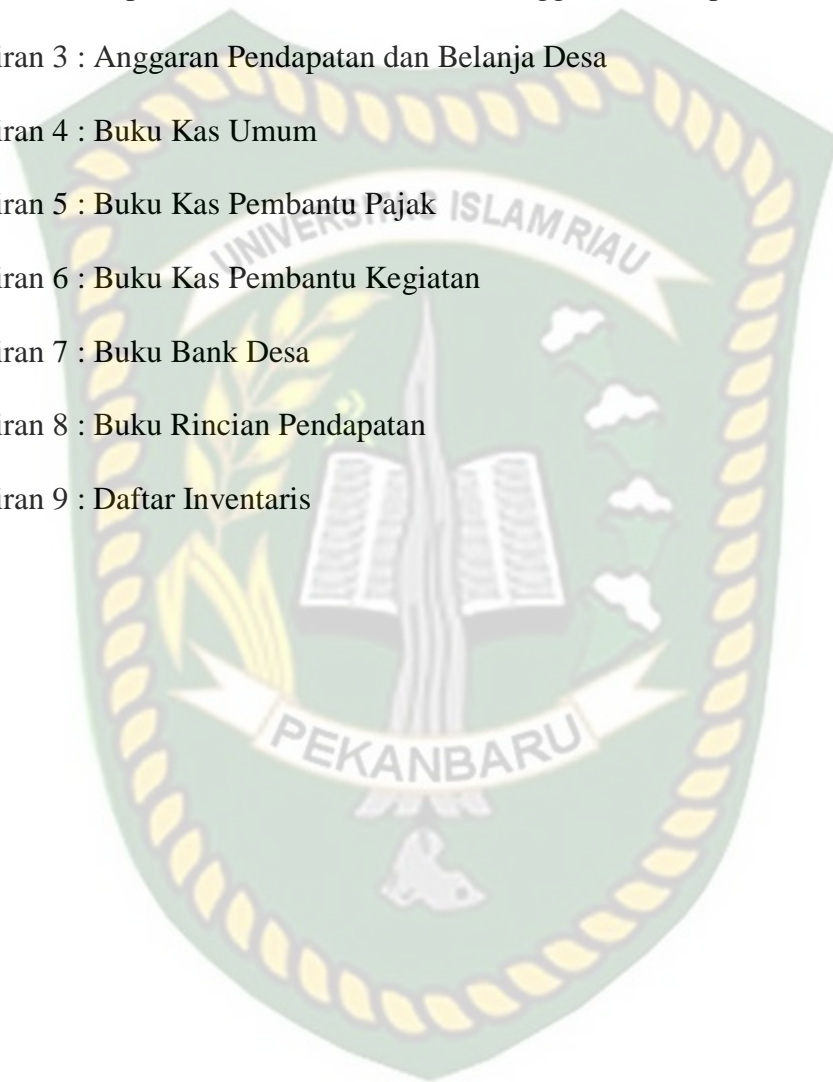 iran 3 : Anggaran Pendapatan dan Belanja Desa
iran 4 : Buku Kas Umum
iran 5 : Buku Kas Pembantu Pajak
iran 6 : Buku Kas Pembantu Kegiatan
iran 7 : Buku Bank Desa
iran 8 : Buku Rincian Pendapatan
iran 9 : Daftar Inventaris
UNIVERSITAS ISLAM RIAU
PEKANBARU